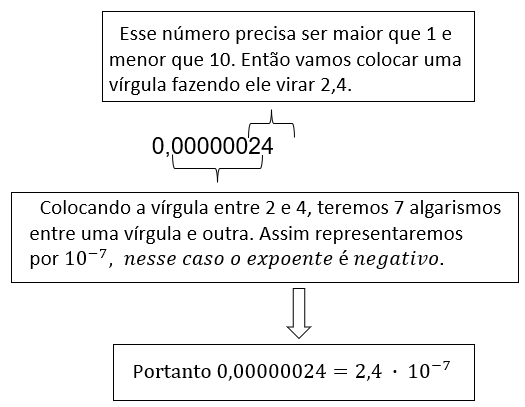 Esse número precisa ser maior que 1 e
menor que 10. Então vamos colocar uma
vírgula fazendo ele virar 2,4.
0,00000024
Colocando a vírgula entre 2 e 4, teremos 7 algarismos
entre uma vírgula e outra. Assim representaremos
por 10⁻⁷, nesse caso o expoente é negativo.
Portanto 0,00000024 = 2,4 · 10⁻⁷